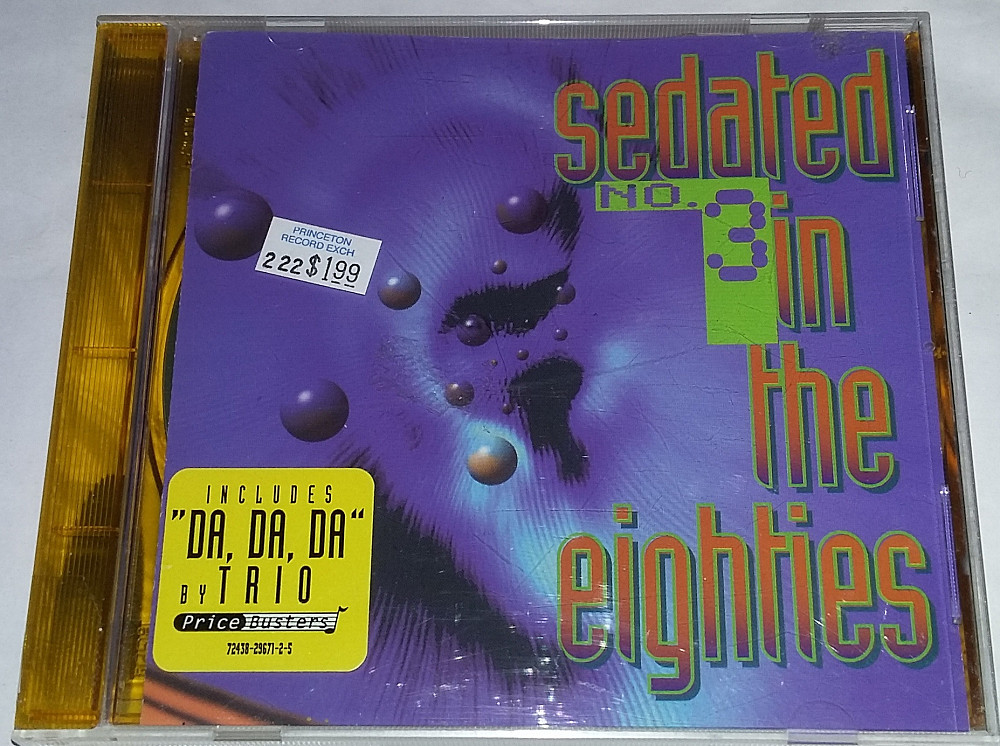 sedated
NO. 3
in
the
eighties
PRINCETON
RECORD EXCH
222 $1.99
INCLUDES
"DA, DA, DA"
BY TRIO
Price Busters
72438-29671-2-5